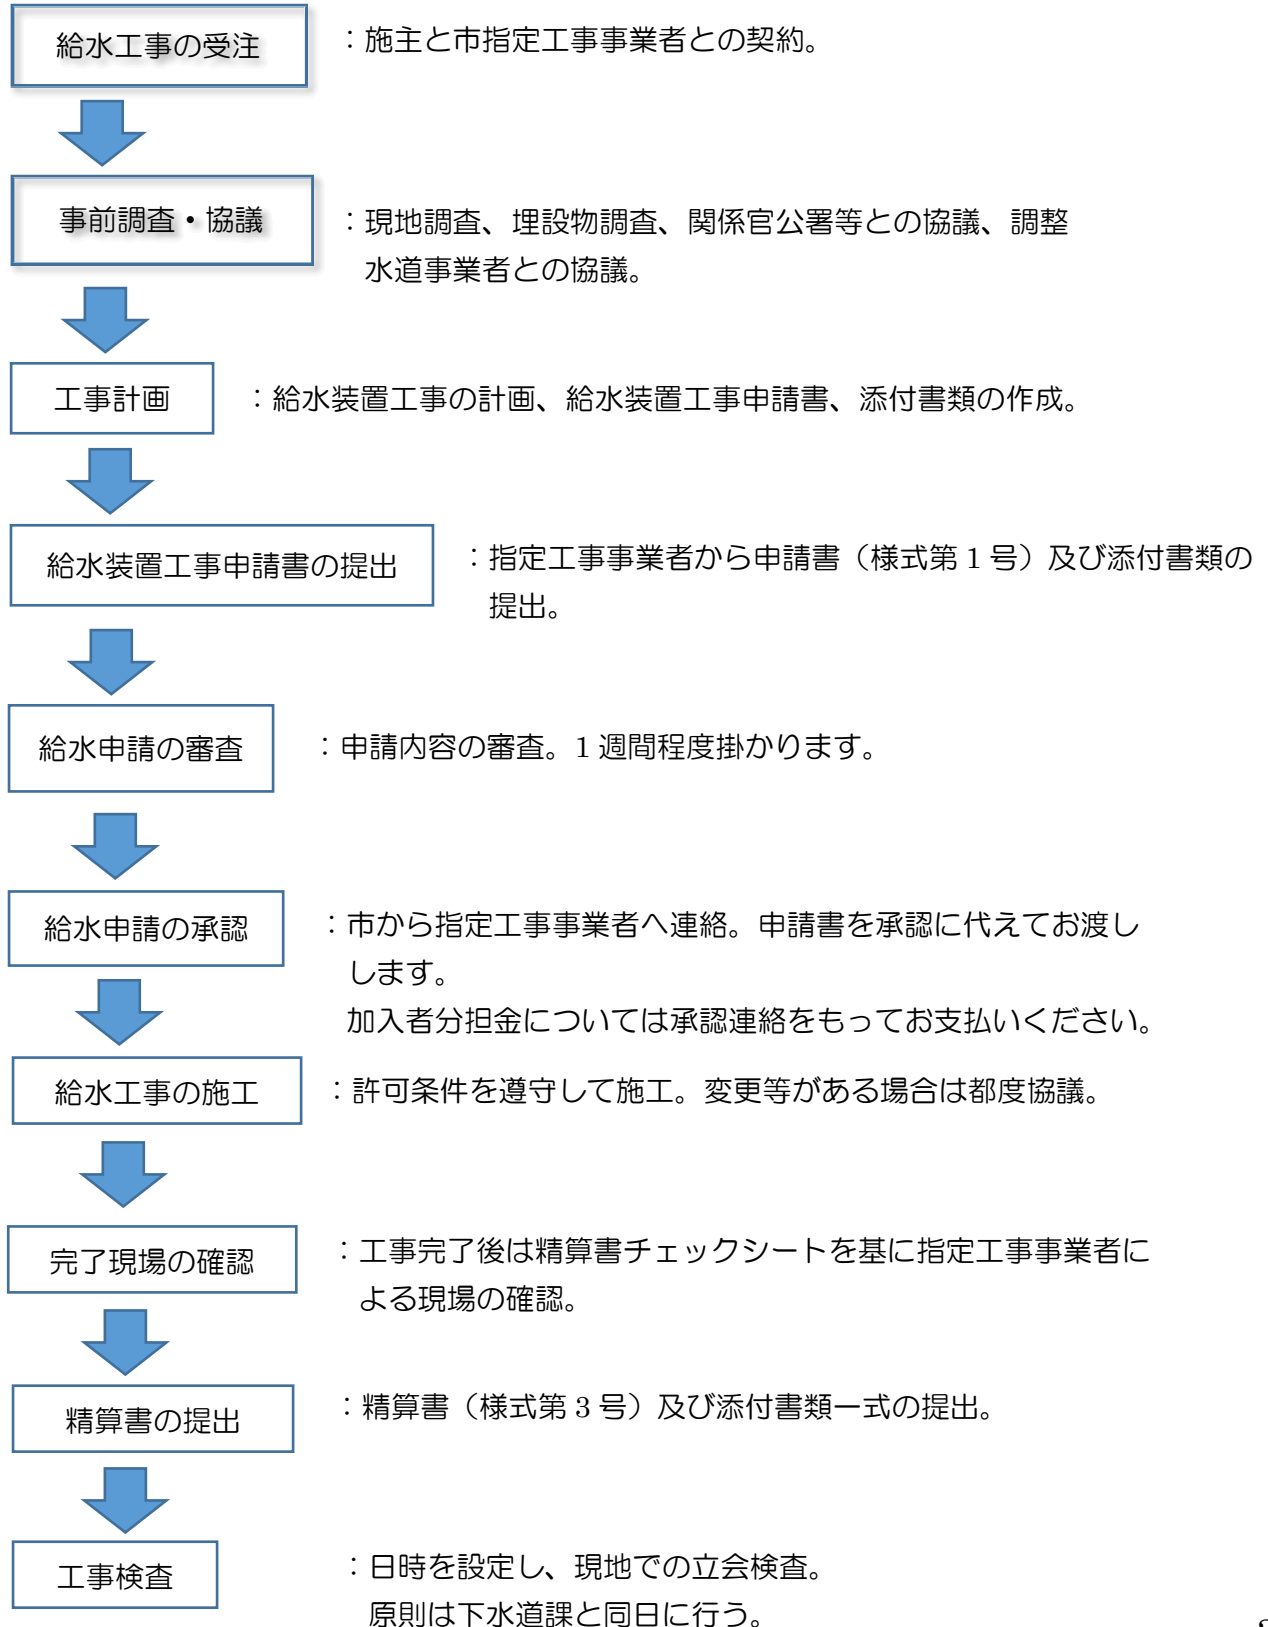 給水工事の受注
：施主と市指定工事事業者との契約。
事前調査・協議
：現地調査、埋設物調査、関係官公署等との協議、調整
水道事業者との協議。
工事計画
：給水装置工事の計画、給水装置工事申請書、添付書類の作成。
給水装置工事申請書の提出
：指定工事事業者から申請書（様式第1号）及び添付書類の
提出。
給水申請の審査
：申請内容の審査。1週間程度掛かります。
給水申請の承認
：市から指定工事事業者へ連絡。申請書を承認に代えてお渡し
します。
加入者分担金については承認連絡をもってお支払いください。
給水工事の施工
：許可条件を遵守して施工。変更等がある場合は都度協議。
完了現場の確認
：工事完了後は精算書チェックシートを基に指定工事事業者に
よる現場の確認。
精算書の提出
：精算書（様式第3号）及び添付書類一式の提出。
工事検査
：日時を設定し、現地での立会検査。
原則は下水道課と同日に行う。